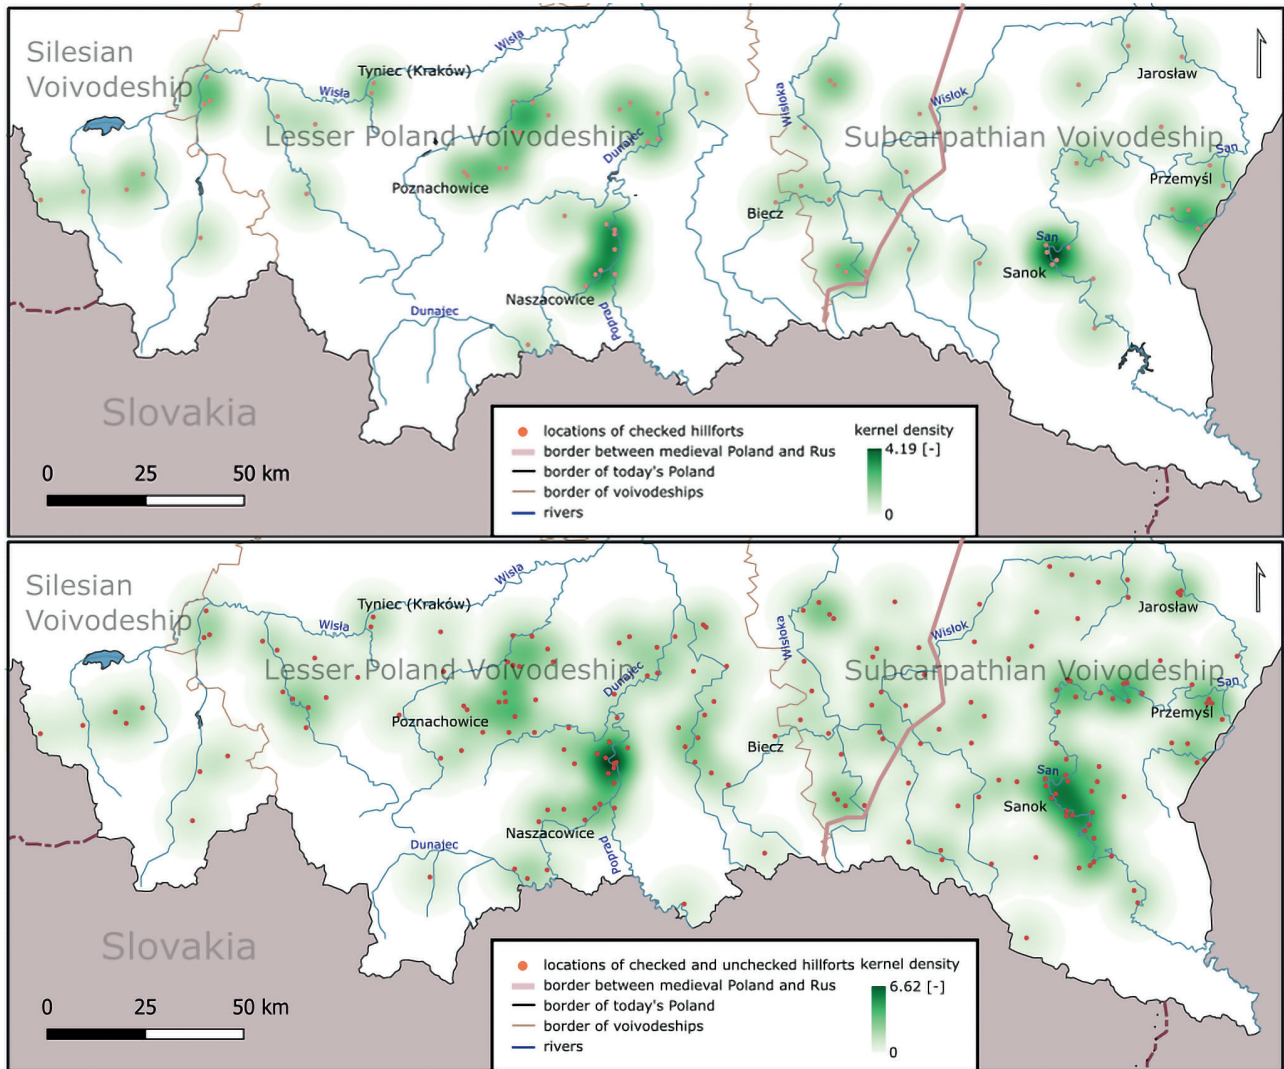 Silesian
Voivodeship
Wisła
Tyniec (Kraków)
Wisła
Wisłoka
Wisłok
Jarosław
Lesser Poland Voivodeship
Dunajec
Subcarpathian Voivodeship
San
Poznachowice
Przemyśl
Biecz
San
Sanok
Naszacowice
Dunajec
Poprad
Slovakia
0 25 50 km
locations of checked hillforts
border between medieval Poland and Rus
border of today's Poland
border of voivodeships
rivers
kernel density
4.19 [-]
0
Silesian
Voivodeship
Wisła
Tyniec (Kraków)
Wisła
Wisłoka
Wisłok
Jarosław
Lesser Poland Voivodeship
Dunajec
Subcarpathian Voivodeship
San
Poznachowice
Przemyśl
Biecz
San
Sanok
Naszacowice
Dunajec
Poprad
Slovakia
0 25 50 km
locations of checked and unchecked hillforts
border between medieval Poland and Rus
border of today's Poland
border of voivodeships
rivers
kernel density
6.62 [-]
0